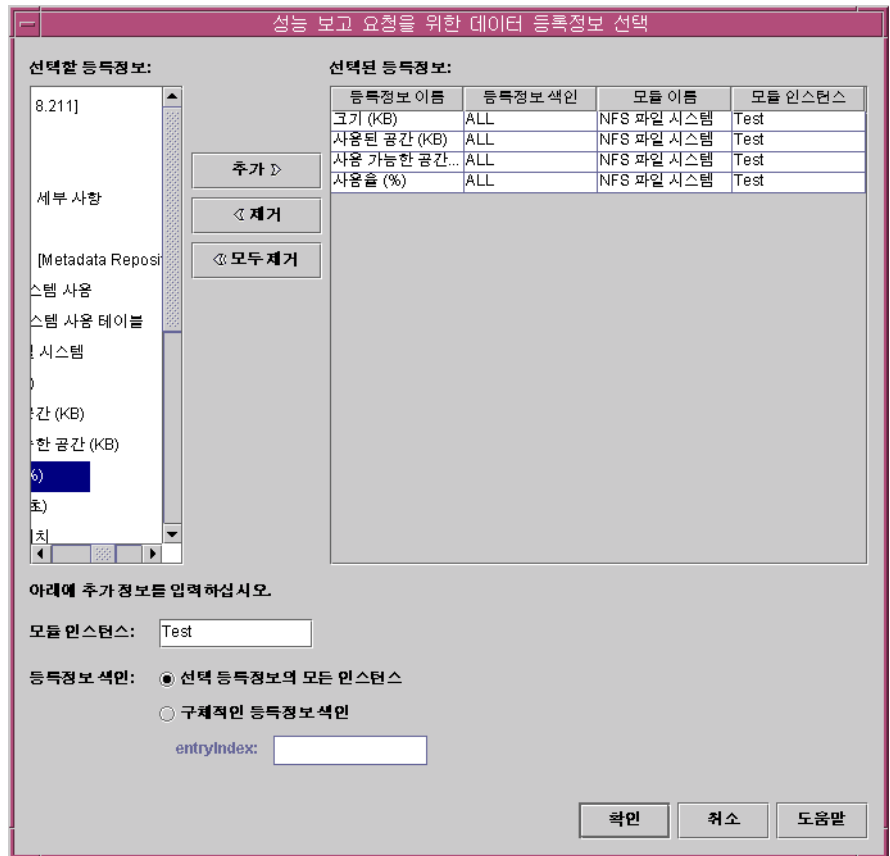 성능 보고 요청을 위한 데이터 등록정보 선택
선택할 등록정보:
8.211]
세부 사항
[Metadata Reposi
스템 사용
스템 사용 테이블
시스템
)
공간 (KB)
한 공간 (KB)
%)
초)
치
추가
제거
모두 제거
선택된 등록정보:
등록정보 이름 등록정보 색인 모듈 이름 모듈 인스턴스
크기 (KB) ALL NFS 파일 시스템 Test
사용된 공간 (KB) ALL NFS 파일 시스템 Test
사용 가능한 공간... ALL NFS 파일 시스템 Test
사용율 (%) ALL NFS 파일 시스템 Test
아래에 추가 정보를 입력하십시오.
모듈 인스턴스: Test
등록정보 색인: 선택 등록정보의 모든 인스턴스
구체적인 등록정보 색인
entryIndex:
확인 취소 도움말